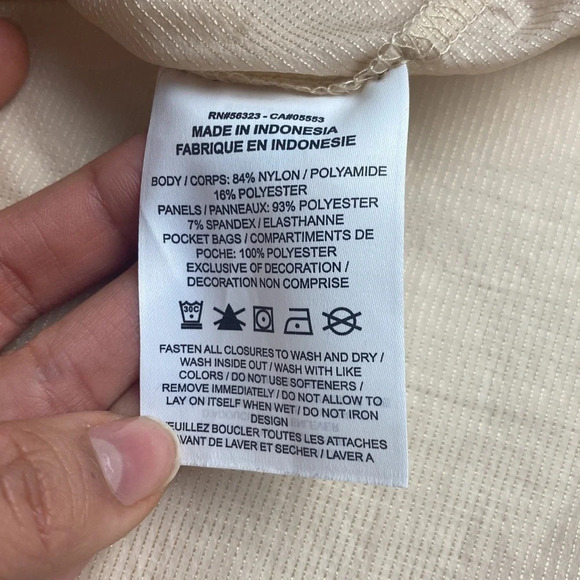 RN#56323 - CA#05553
MADE IN INDONESIA
FABRIQUE EN INDONESIE
BODY / CORPS: 84% NYLON / POLYAMIDE
16% POLYESTER
PANELS / PANNEAUX: 93% POLYESTER
7% SPANDEX / ELASTHANNE
POCKET BAGS / COMPARTIMENTS DE
POCHE: 100% POLYESTER
EXCLUSIVE OF DECORATION /
DECORATION NON COMPRISE
30C
FASTEN ALL CLOSURES TO WASH AND DRY /
WASH INSIDE OUT / WASH WITH LIKE
COLORS / DO NOT USE SOFTENERS /
REMOVE IMMEDIATELY / DO NOT ALLOW TO
LAY ON ITSELF WHEN WET / DO NOT IRON
DESIGN
EUILLEZ BOUCLER TOUTES LES ATTACHES
AVANT DE LAVER ET SECHER / LAVER A